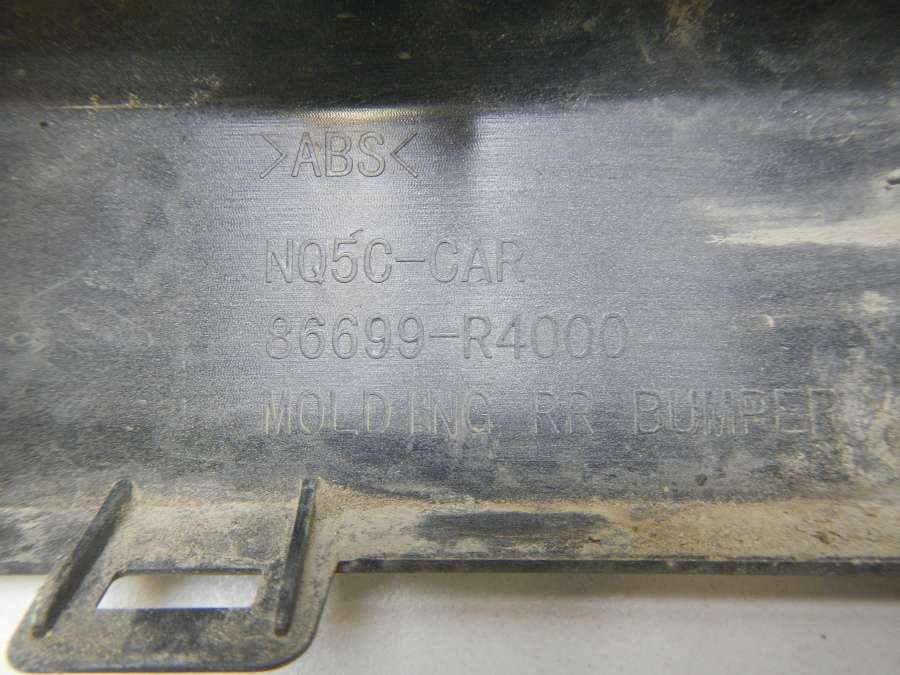 >ABS<
NQ5C-CAR
86699-R4000
MOLDING RR BUMPER